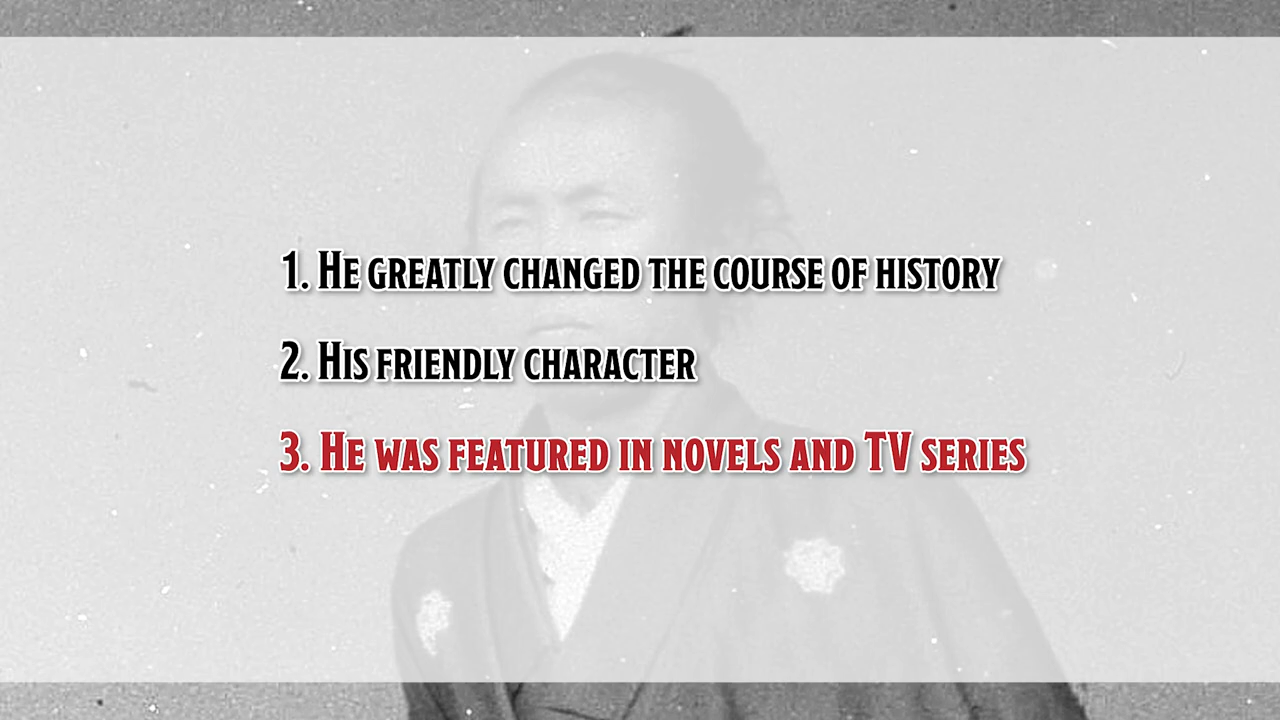 1. He greatly changed the course of history
2. His friendly character
3. He was featured in novels and TV series